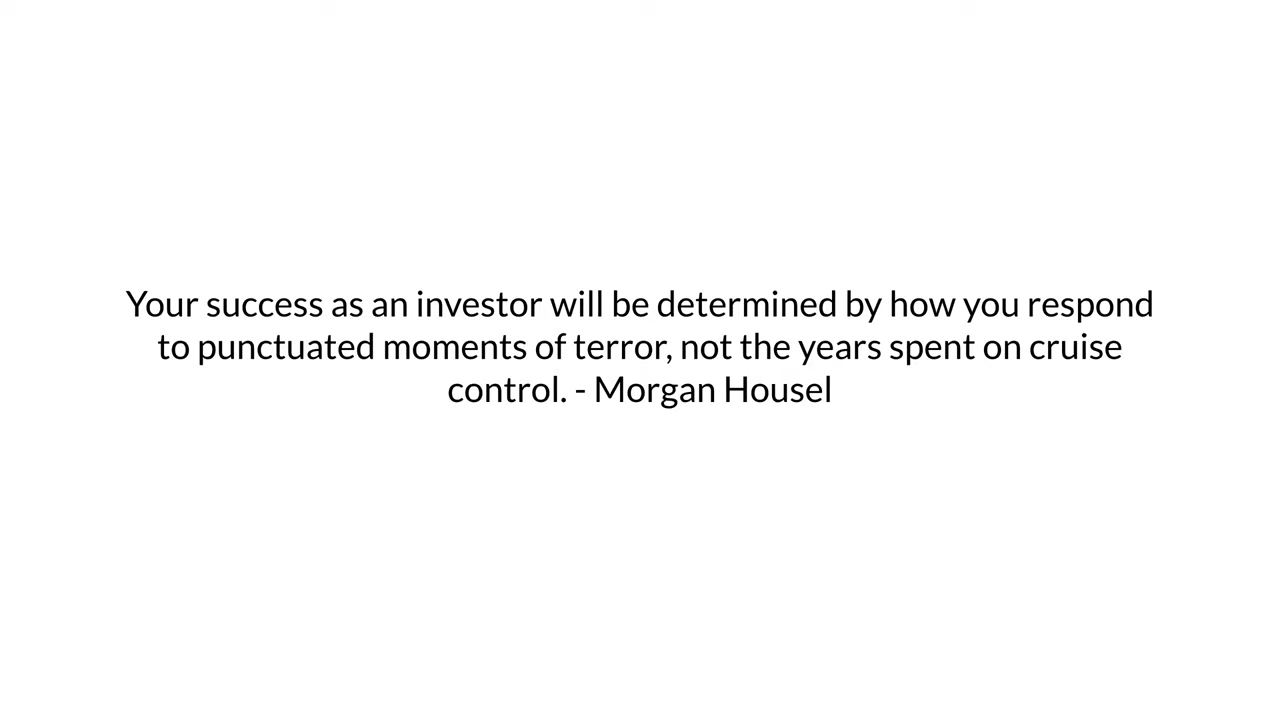 Your success as an investor will be determined by how you respond
to punctuated moments of terror, not the years spent on cruise
control. - Morgan Housel